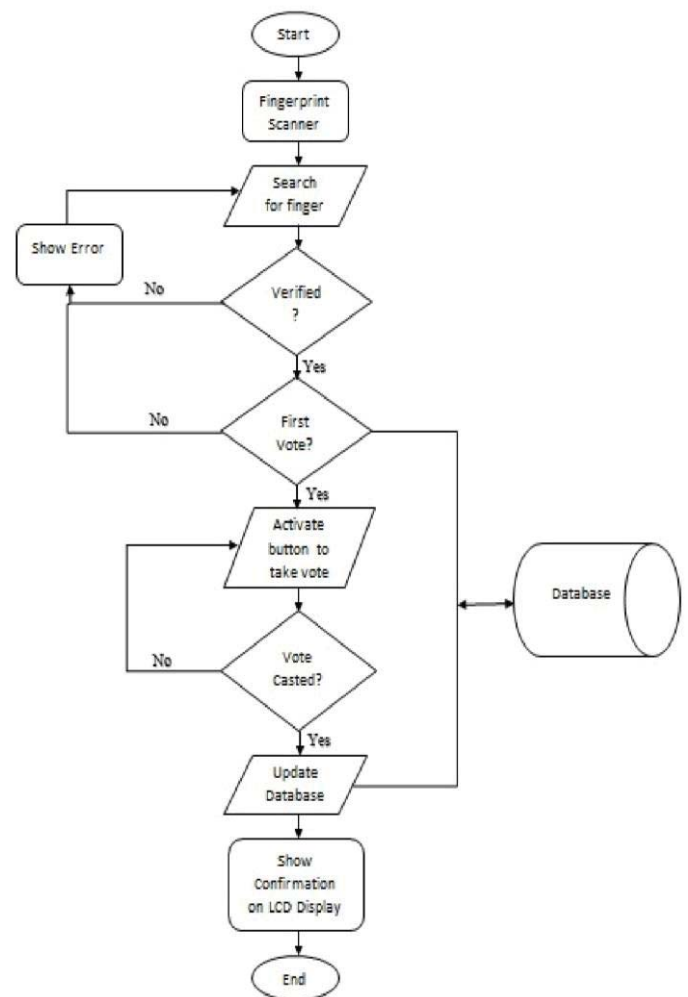 Start
Fingerprint
Scanner
Search
for finger
Show Error
No
Verified
?
Yes
No
First
Vote?
Yes
Activate
button to
take vote
Database
No
Vote
Casted?
Yes
Update
Database
Show
Confirmation
on LCD Display
End